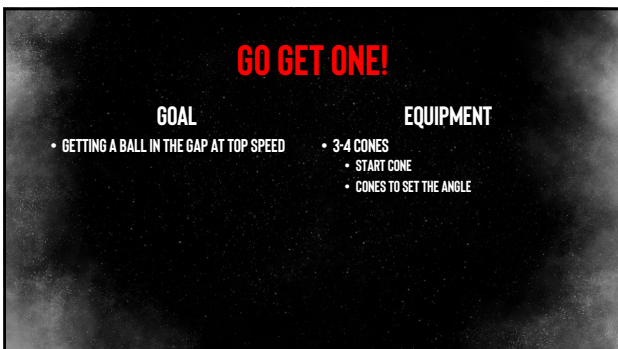 GO GET ONE!
GOAL
• GETTING A BALL IN THE GAP AT TOP SPEED
EQUIPMENT
• 3-4 CONES
• START CONE
• CONES TO SET THE ANGLE